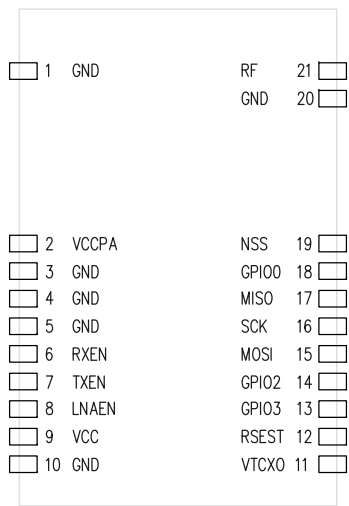 1 GND RF 21
GND 20
2 VCCPA NSS 19
3 GND GPIO0 18
4 GND MISO 17
5 GND SCK 16
6 RXEN MOSI 15
7 TXEN GPIO2 14
8 LNAEN GPIO3 13
9 VCC RSEST 12
10 GND VTCXO 11